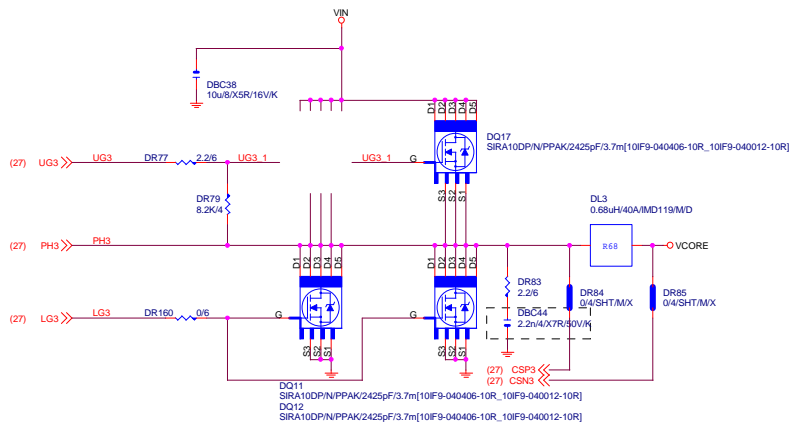 VIN
DBC38
10u/8/X5R/16V/K
D1 D2 D3 D4 D5
DQ17
SIRA10DP/N/PPAK/2425pF/3.7m[10IF9-040406-10R_10IF9-040012-10R]
(27) UG3 UG3 DR77 2.2/6 UG3_1 UG3_1 G
S3 S2 S1
DR79
8.2K/4
DL3
0.68uH/40A/IMD119/M/D
(27) PH3 PH3 R68 VCORE
D1 D2 D3 D4 D5 D1 D2 D3 D4 D5
DR83
2.2/6
DR84
0/4/SHT/M/X
DR85
0/4/SHT/M/X
(27) LG3 LG3 DR160 0/6 G G
DBC44
2.2n/4/X7R/50V/K
S3 S2 S1 S3 S2 S1
(27) CSP3
(27) CSN3
DQ11
SIRA10DP/N/PPAK/2425pF/3.7m[10IF9-040406-10R_10IF9-040012-10R]
DQ12
SIRA10DP/N/PPAK/2425pF/3.7m[10IF9-040406-10R_10IF9-040012-10R]